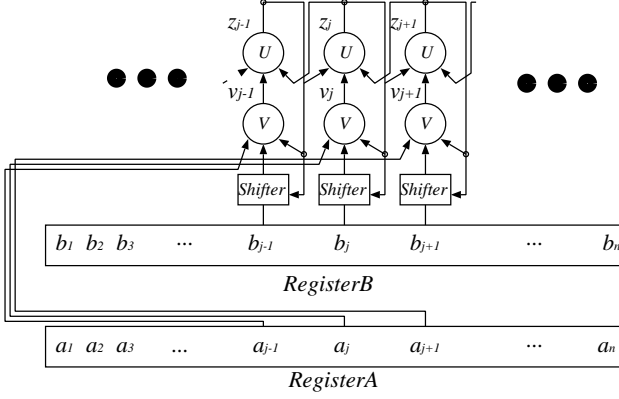 z_{j-1} z_j z_{j+1}
U U U
v_{j-1} v_j v_{j+1}
V V V
Shifter Shifter Shifter
b_1 b_2 b_3 ... b_{j-1} b_j b_{j+1} ... b_n
RegisterB
a_1 a_2 a_3 ... a_{j-1} a_j a_{j+1} ... a_n
RegisterA